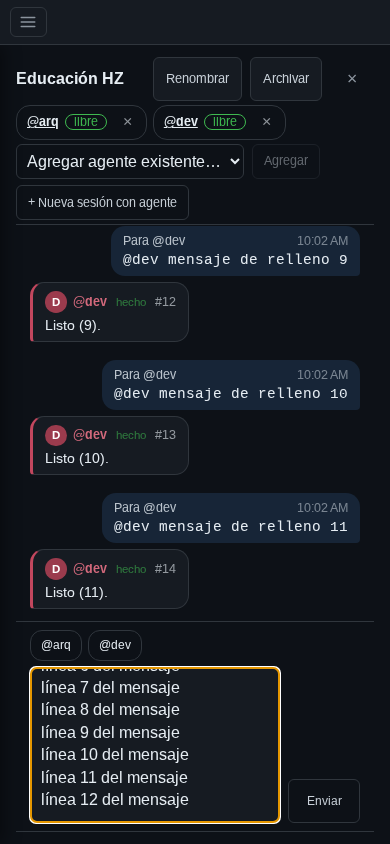 Educación HZ
Renombrar
Archivar
×
@arq libre ×
@dev libre ×
Agregar agente existente…
Agregar
+ Nueva sesión con agente
Para @dev 10:02 AM
@dev mensaje de relleno 9
D @dev hecho #12
Listo (9).
Para @dev 10:02 AM
@dev mensaje de relleno 10
D @dev hecho #13
Listo (10).
Para @dev 10:02 AM
@dev mensaje de relleno 11
D @dev hecho #14
Listo (11).
@arq
@dev
línea 6 del mensaje
línea 7 del mensaje
línea 8 del mensaje
línea 9 del mensaje
línea 10 del mensaje
línea 11 del mensaje
línea 12 del mensaje
Enviar